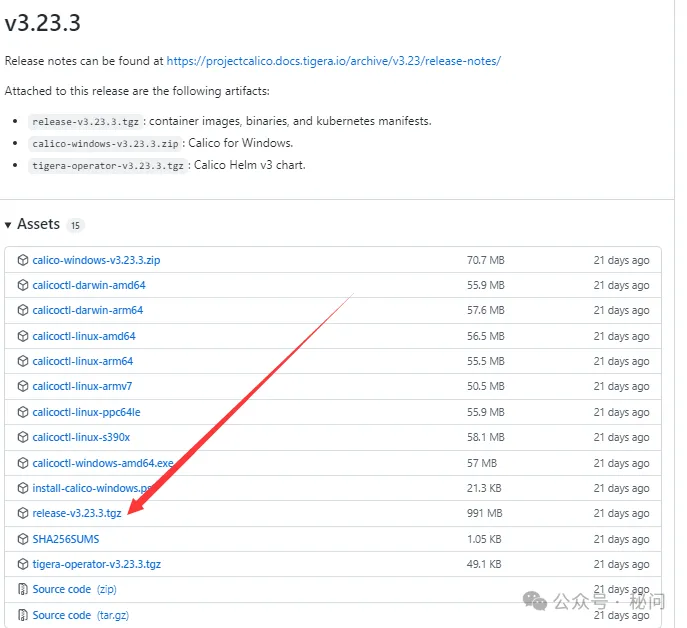 v3.23.3
Release notes can be found at https://projectcalico.docs.tigera.io/archive/v3.23/release-notes/
Attached to this release are the following artifacts:
• release-v3.23.3.tgz : container images, binaries, and kubernetes manifests.
• calico-windows-v3.23.3.zip : Calico for Windows.
• tigera-operator-v3.23.3.tgz : Calico Helm v3 chart.
▾ Assets 15
calico-windows-v3.23.3.zip 70.7 MB 21 days ago
calicoctl-darwin-amd64 55.9 MB 21 days ago
calicoctl-darwin-arm64 57.6 MB 21 days ago
calicoctl-linux-amd64 56.5 MB 21 days ago
calicoctl-linux-arm64 55.5 MB 21 days ago
calicoctl-linux-armv7 50.5 MB 21 days ago
calicoctl-linux-ppc64le 55.9 MB 21 days ago
calicoctl-linux-s390x 58.1 MB 21 days ago
calicoctl-windows-amd64.exe 57 MB 21 days ago
install-calico-windows.ps 21.3 KB 21 days ago
release-v3.23.3.tgz 991 MB 21 days ago
SHA256SUMS 1.05 KB 21 days ago
tigera-operator-v3.23.3.tgz 49.1 KB 21 days ago
Source code (zip) 21 days ago
公众号 · 秘问
Source code (tar.gz) 21 days ago